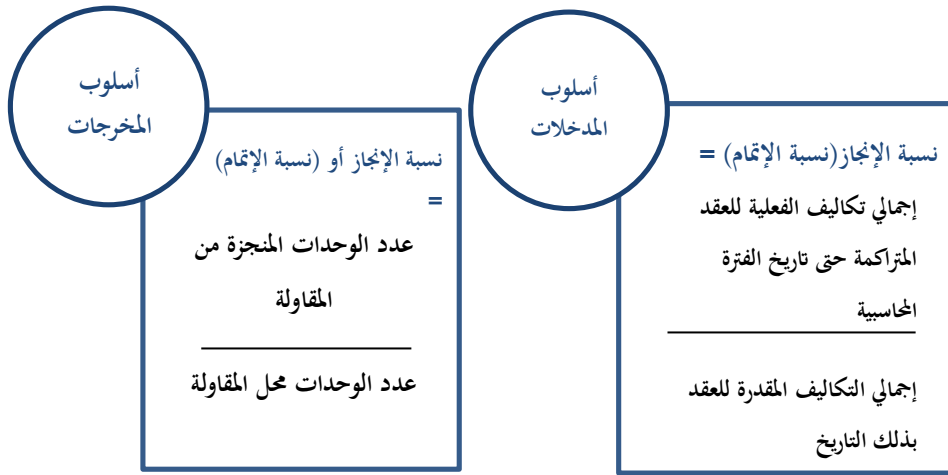 أسلوب
المدخلات
نسبة الإنجاز(نسبة الإتمام) =
إجمالي تكاليف الفعلية للعقد
المتراكمة حتى تاريخ الفترة
المحاسبية
إجمالي التكاليف المقدرة للعقد
بذلك التاريخ
أسلوب
المخرجات
نسبة الإنجاز أو (نسبة الإتمام)
=
عدد الوحدات المنجزة من
المقاولة
عدد الوحدات محل المقاولة